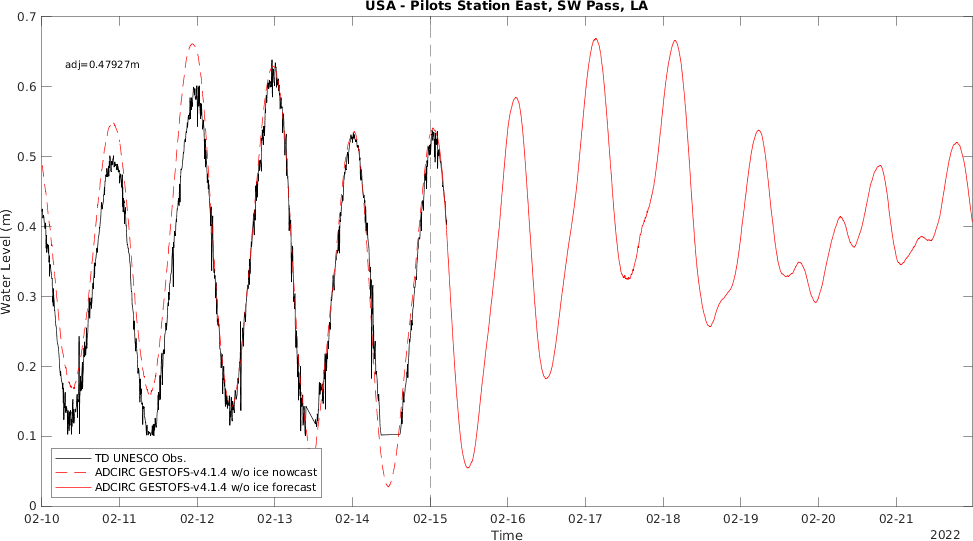 USA - Pilots Station East, SW Pass, LA
0.7
adj=0.47927m
0.6
0.5
0.4
0.3
0.2
0.1
0
Water Level (m)
TD UNESCO Obs.
ADCIRC GESTOFS-v4.1.4 w/o ice nowcast
ADCIRC GESTOFS-v4.1.4 w/o ice forecast
02-10 02-11 02-12 02-13 02-14 02-15 02-16 02-17 02-18 02-19 02-20 02-21
Time
2022